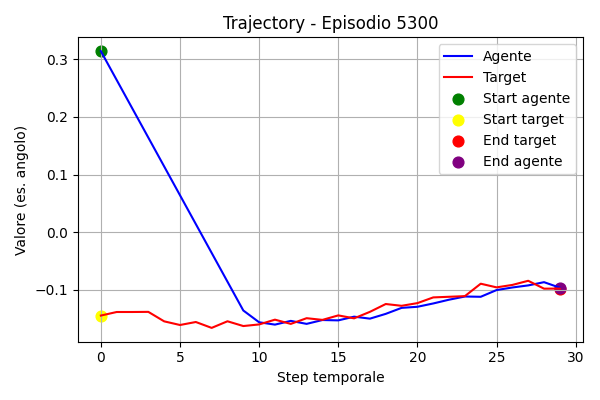 Trajectory - Episodio 5300
Valore (es. angolo)
0.3
0.2
0.1
0.0
−0.1
Agente
Target
Start agente
Start target
End target
End agente
0 5 10 15 20 25 30
Step temporale